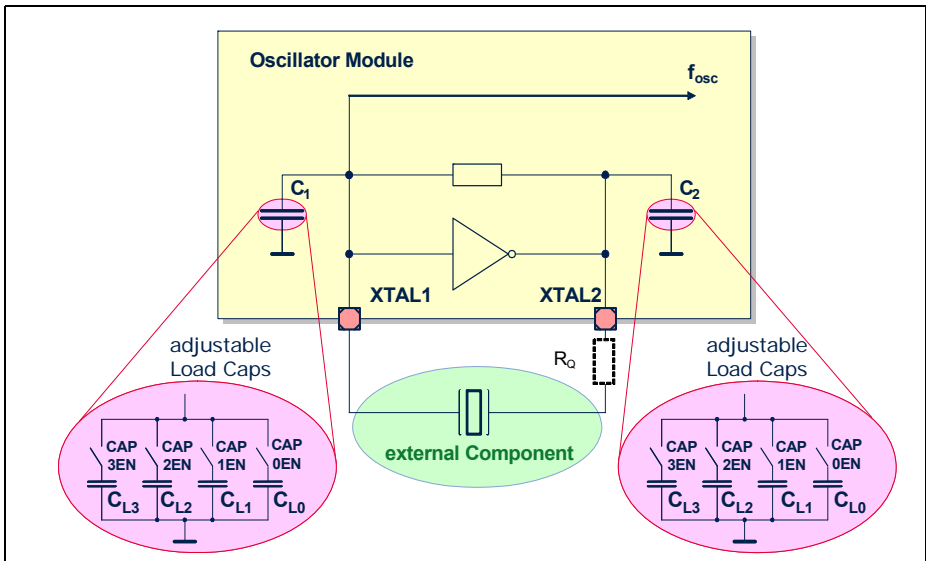 Oscillator Module
fosc
C1
C2
XTAL1
XTAL2
adjustable
Load Caps
RQ
adjustable
Load Caps
external Component
CAP CAP CAP CAP
3EN 2EN 1EN 0EN
CL3 CL2 CL1 CL0
CAP CAP CAP CAP
3EN 2EN 1EN 0EN
CL3 CL2 CL1 CL0